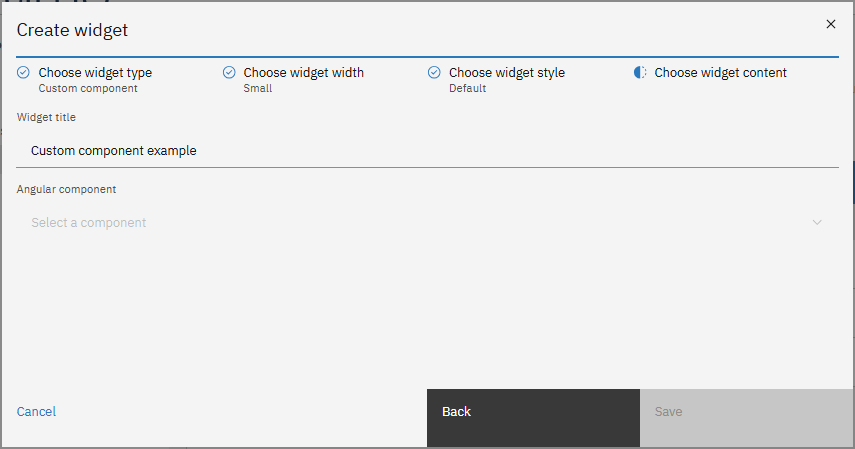 Create widget
Choose widget type
Custom component
Choose widget width
Small
Choose widget style
Default
Choose widget content
Widget title
Custom component example
Angular component
Select a component
Cancel
Back
Save